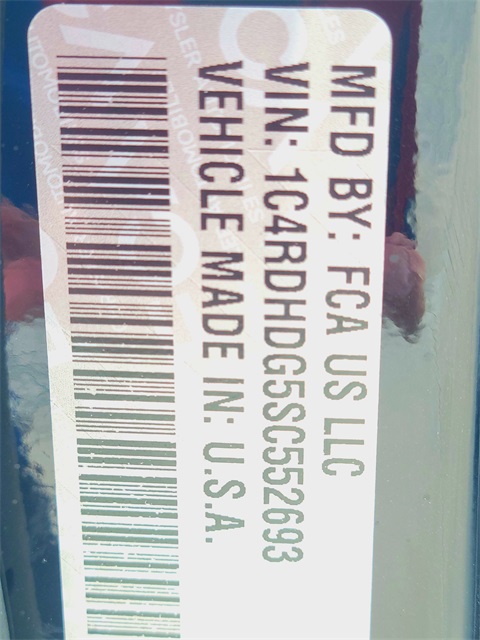 MFD BY: FCA US LLC
VIN: 1C4RDHDG5SC552693
VEHICLE MADE IN: U.S.A.